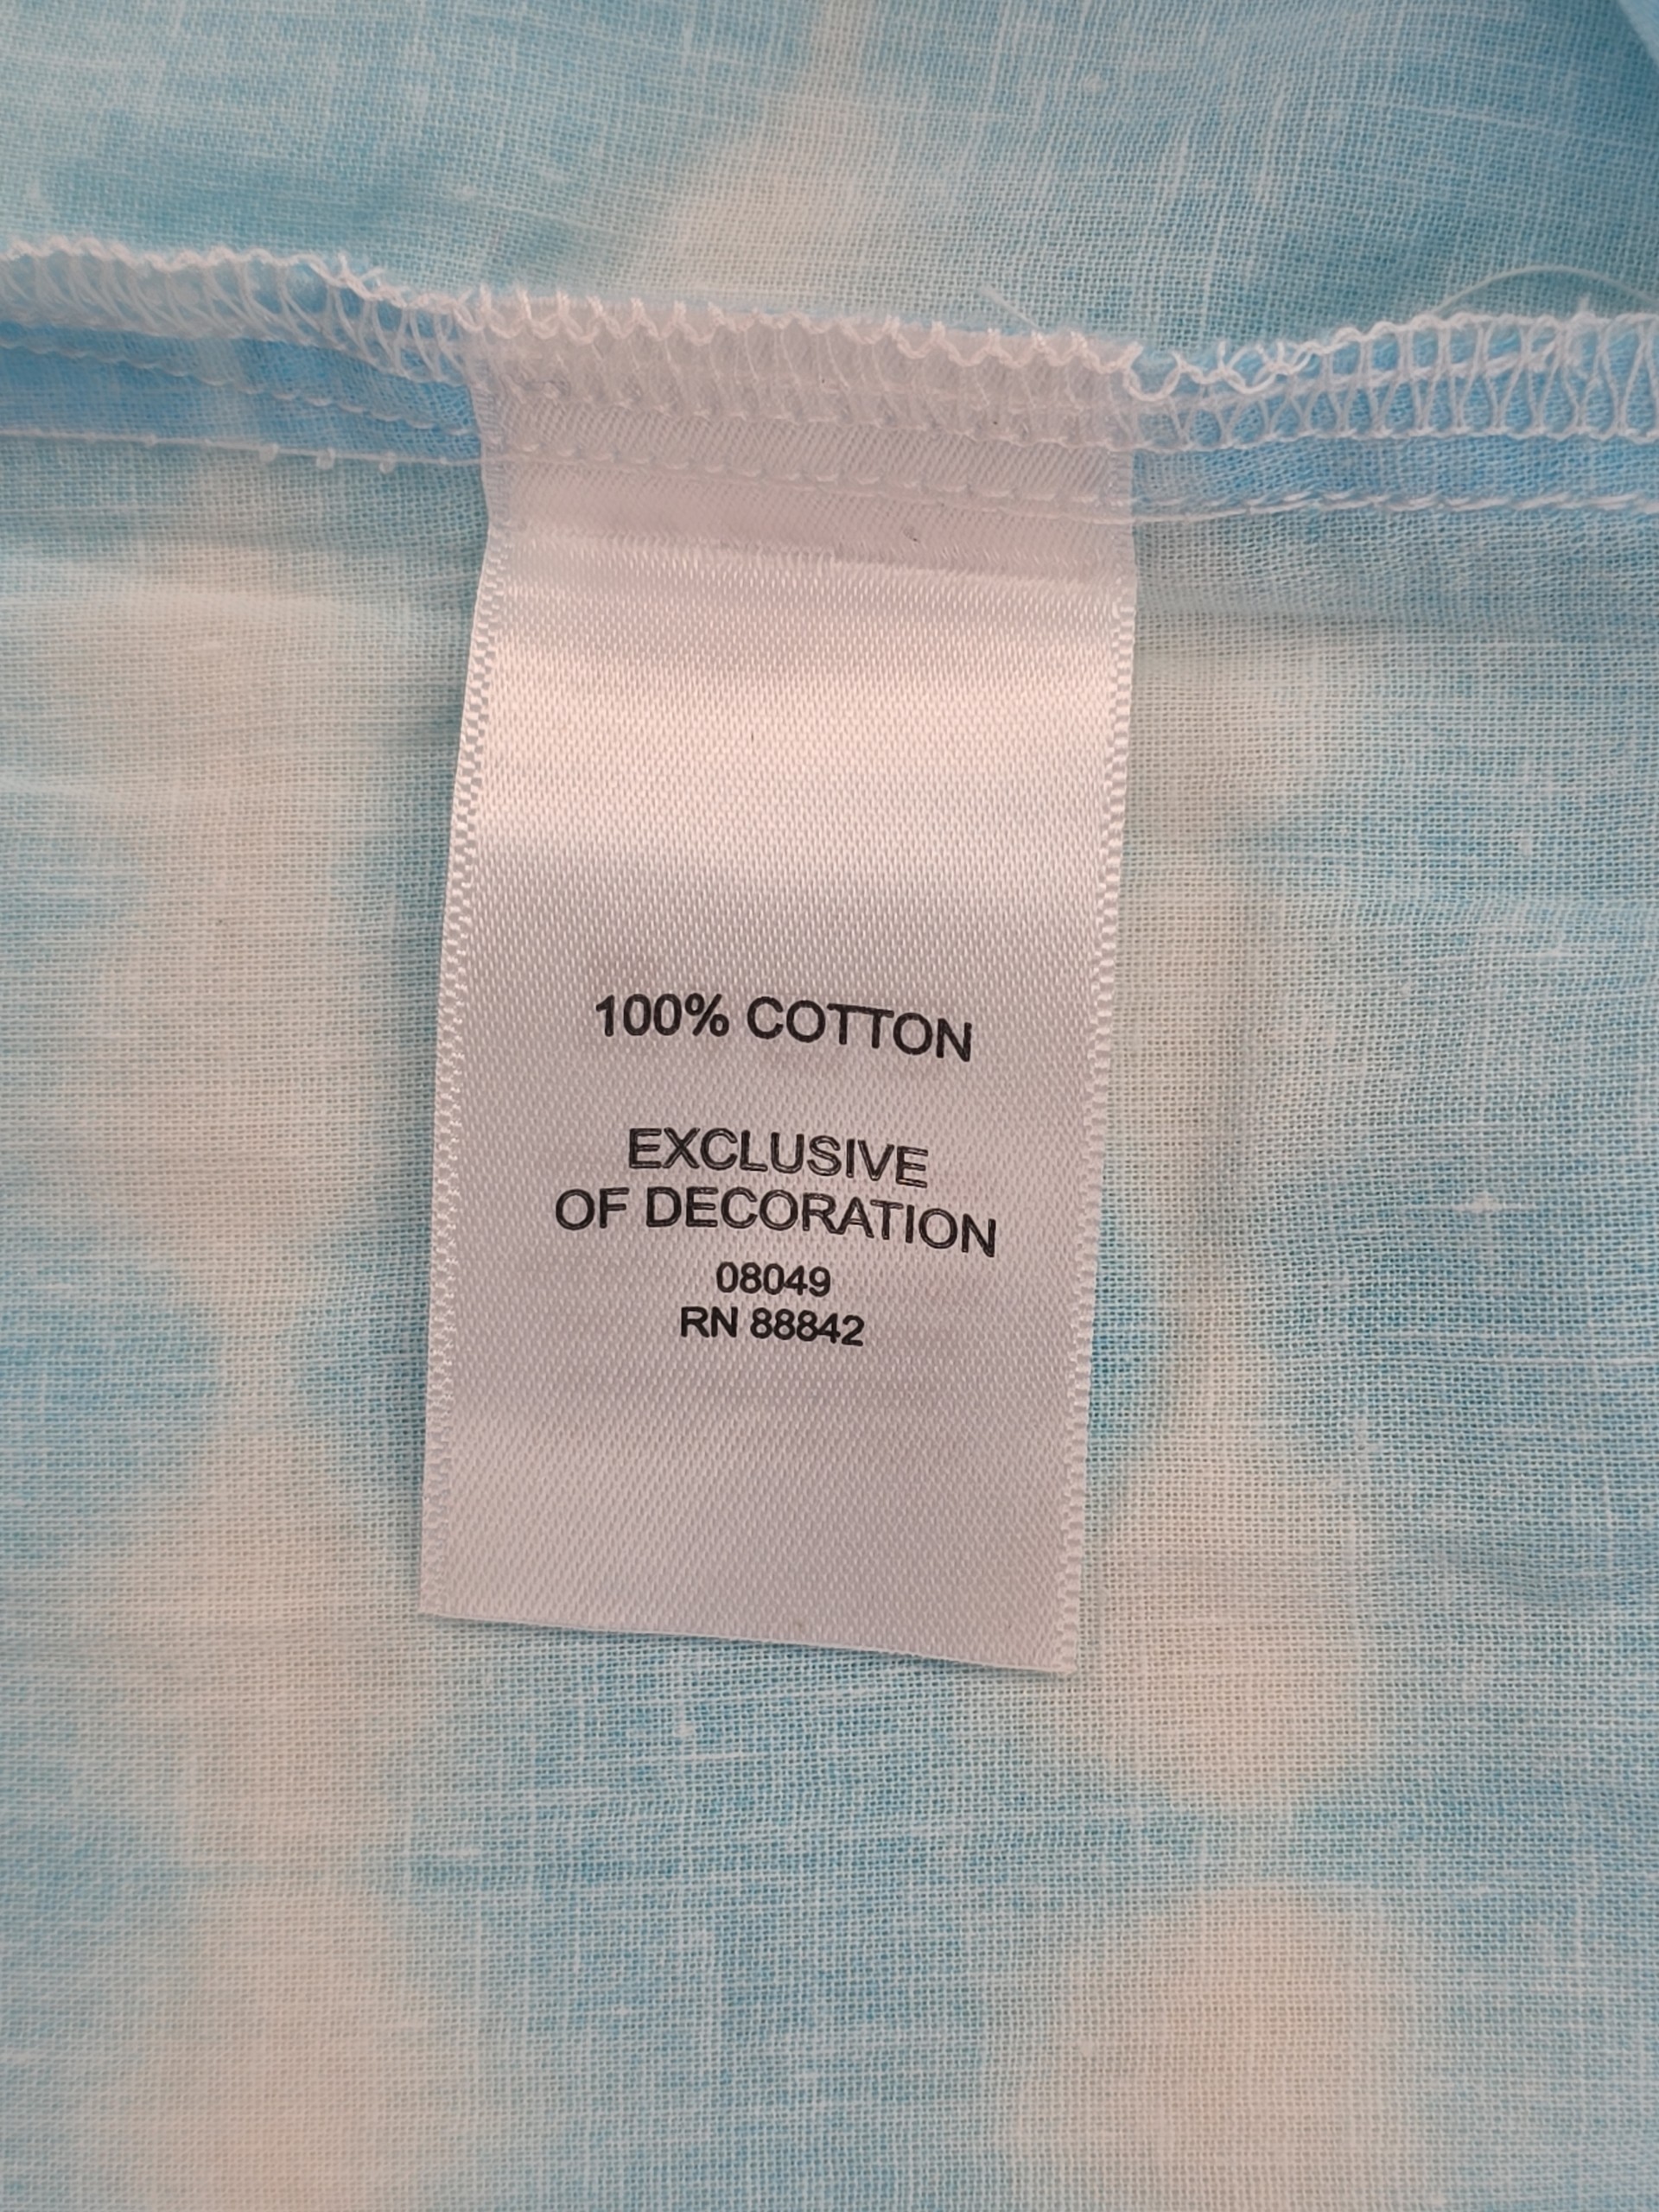 100% COTTON
EXCLUSIVE
OF DECORATION
08049
RN 88842